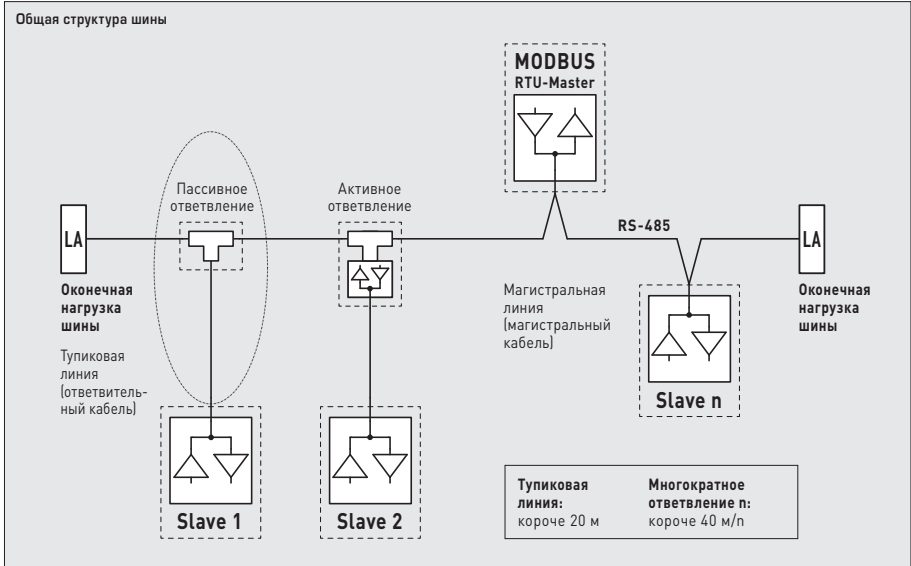 Общая структура шины
MODBUS
RTU-Master
Пассивное
ответвление
Активное
ответвление
RS-485
LA
LA
Оконечная
нагрузка
шины
Тупиковая
линия
(ответвитель-
ный кабель)
Магистральная
линия
(магистральный
кабель)
Оконечная
нагрузка
шины
Slave n
Slave 1
Slave 2
Тупиковая
линия:
короче 20 м
Многократное
ответвление n:
короче 40 м/n